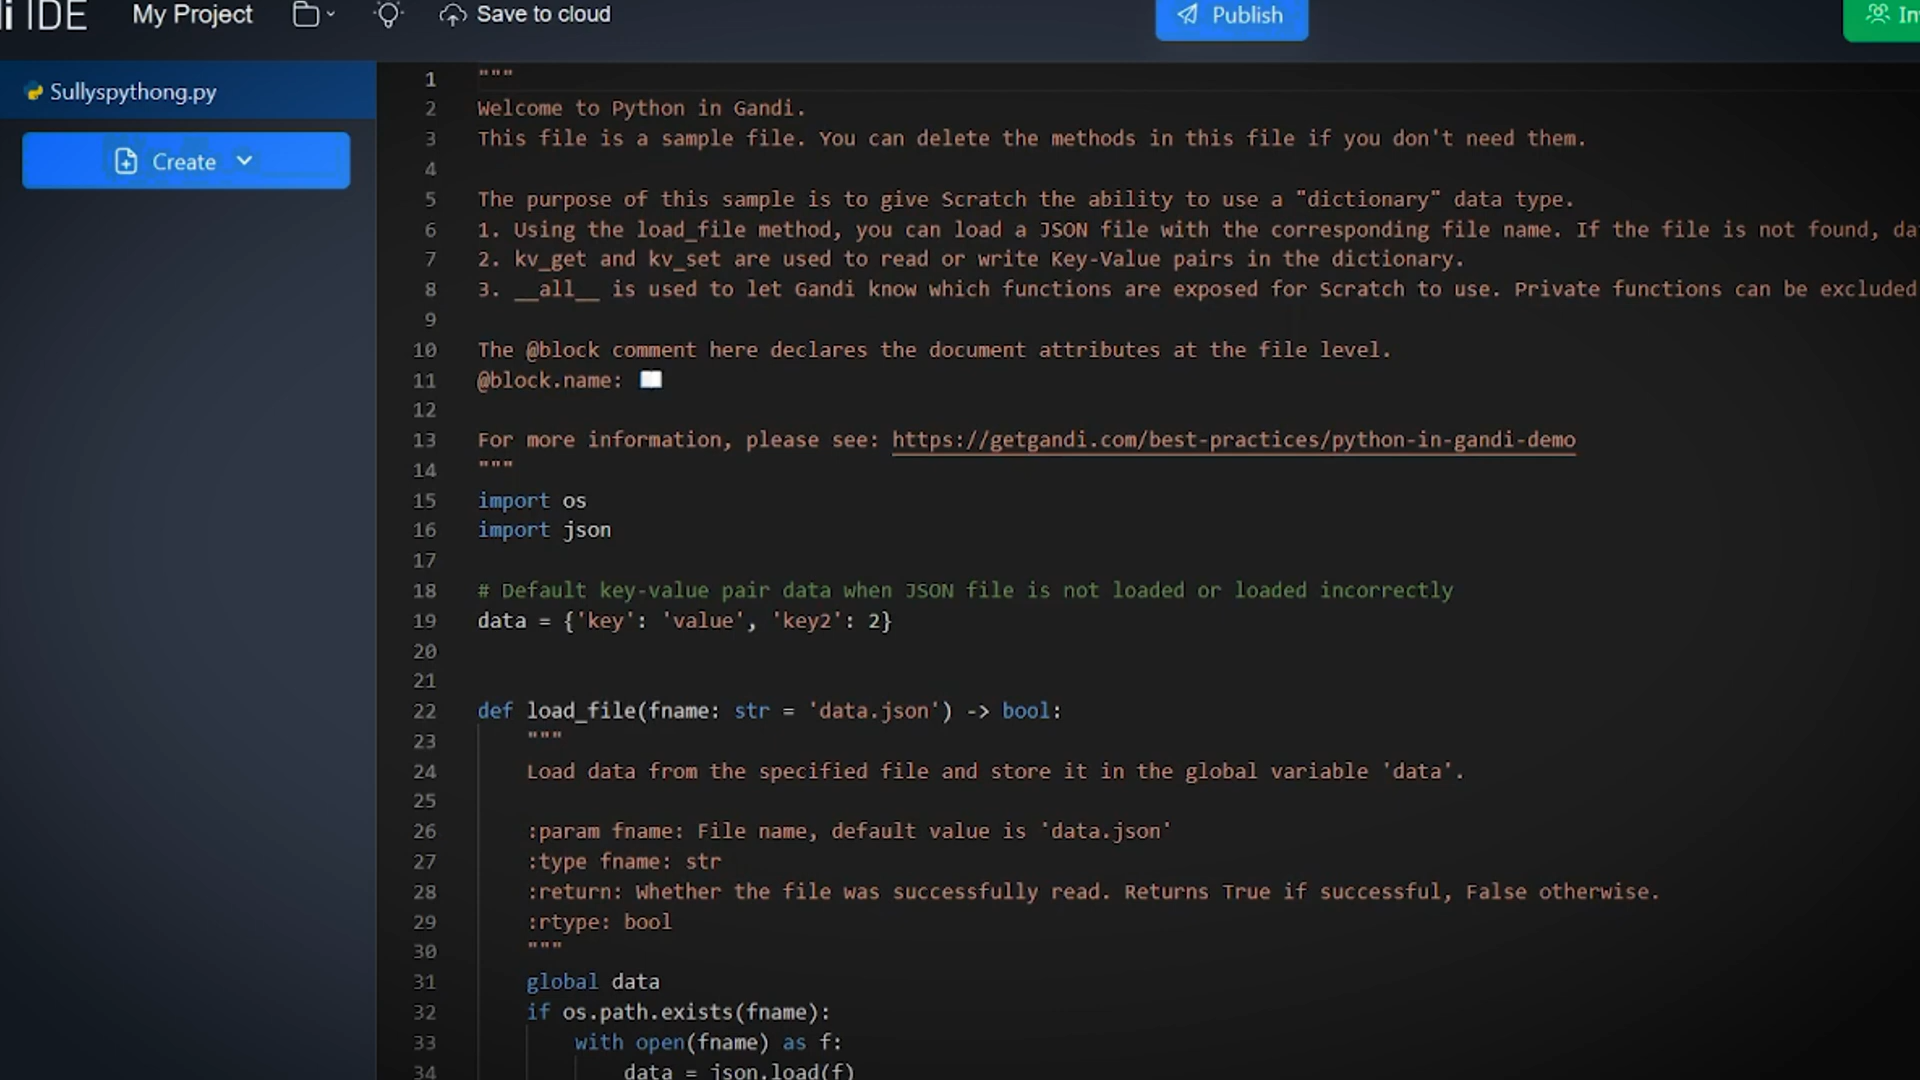 IDE My Project Save to cloud Publish
Sullyspythong.py
Create
1 """
2 Welcome to Python in Gandi.
3 This file is a sample file. You can delete the methods in this file if you don't need them.
4
5 The purpose of this sample is to give Scratch the ability to use a "dictionary" data type.
6 1. Using the load_file method, you can load a JSON file with the corresponding file name. If the file is not found, da
7 2. kv_get and kv_set are used to read or write Key-Value pairs in the dictionary.
8 3. __all__ is used to let Gandi know which functions are exposed for Scratch to use. Private functions can be excluded
9
10 The @block comment here declares the document attributes at the file level.
11 @block.name:
12
13 For more information, please see: https://getgandi.com/best-practices/python-in-gandi-demo
14 """
15 import os
16 import json
17
18 # Default key-value pair data when JSON file is not loaded or loaded incorrectly
19 data = {'key': 'value', 'key2': 2}
20
21
22 def load_file(fname: str = 'data.json') -> bool:
23 """
24 Load data from the specified file and store it in the global variable 'data'.
25
26 :param fname: File name, default value is 'data.json'
27 :type fname: str
28 :return: Whether the file was successfully read. Returns True if successful, False otherwise.
29 :rtype: bool
30 """
31 global data
32 if os.path.exists(fname):
33 with open(fname) as f:
34 data = json.load(f)